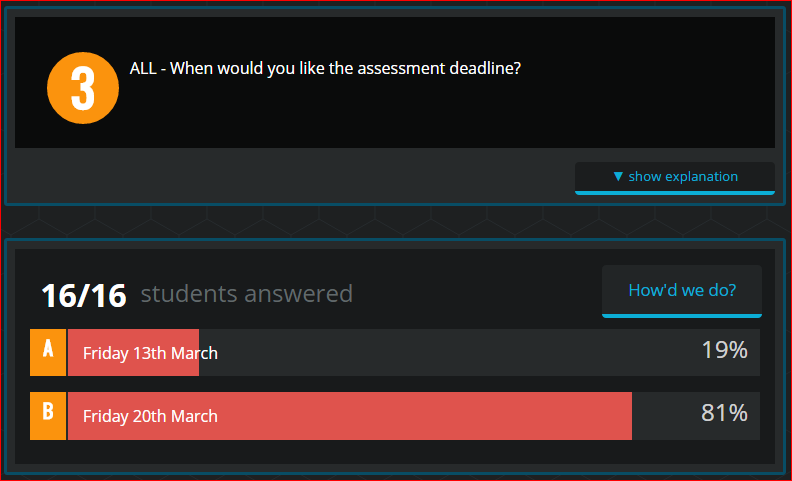 3
ALL - When would you like the assessment deadline?
▼ show explanation
16/16 students answered
How'd we do?
A Friday 13th March 19%
B Friday 20th March 81%